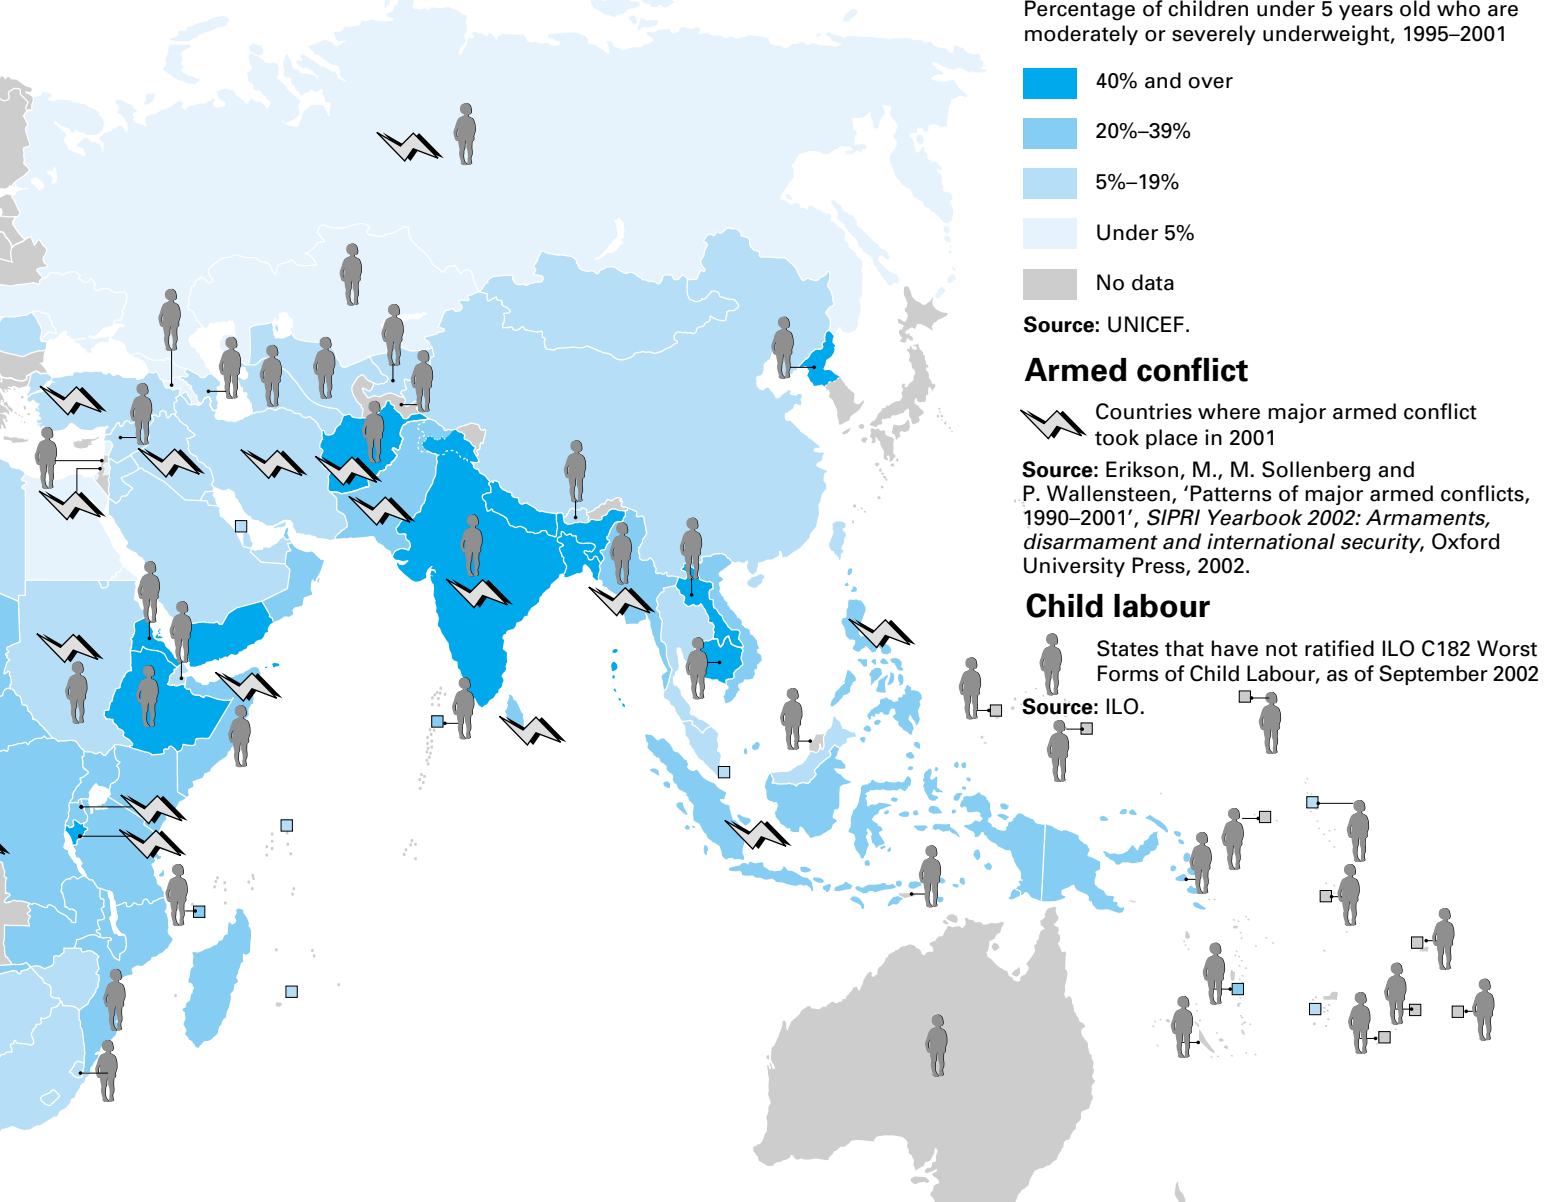 Percentage of children under 5 years old who are
moderately or severely underweight, 1995–2001
40% and over
20%–39%
5%–19%
Under 5%
No data
Source: UNICEF.
Armed conflict
Countries where major armed conflict
took place in 2001
Source: Erikson, M., M. Sollenberg and
P. Wallensteen, ‘Patterns of major armed conflicts,
1990–2001’, SIPRI Yearbook 2002: Armaments,
disarmament and international security, Oxford
University Press, 2002.
Child labour
States that have not ratified ILO C182 Worst
Forms of Child Labour, as of September 2002
Source: ILO.